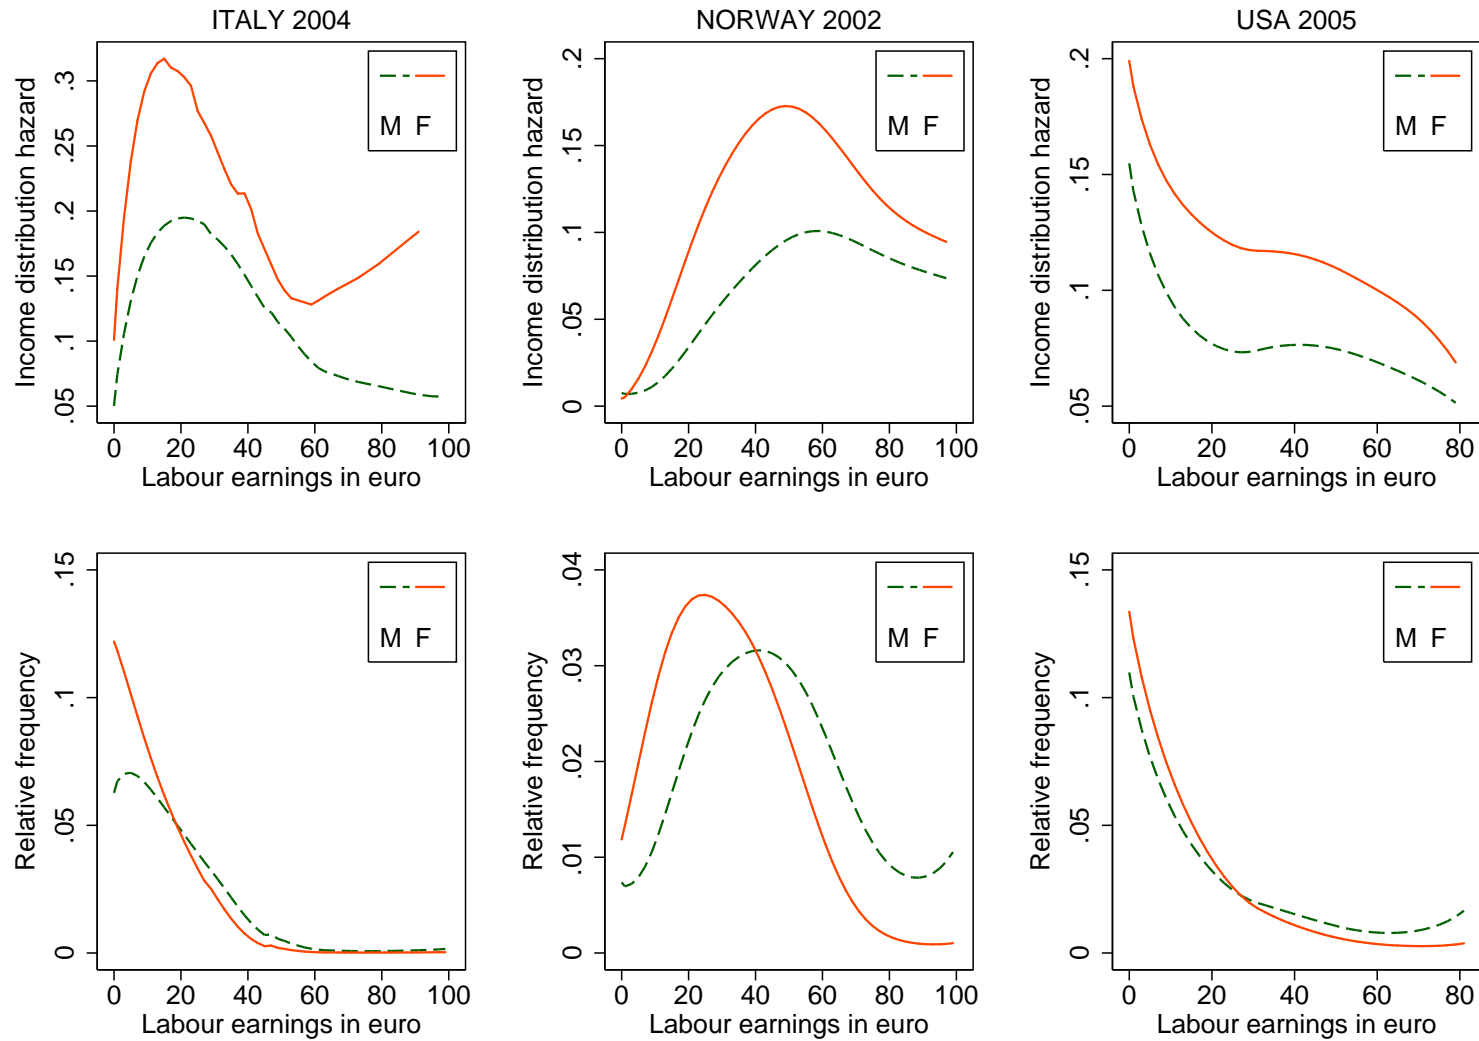 ITALY 2004
Income distribution hazard
.05 .1 .15 .2 .25 .3
0 20 40 60 80 100
Labour earnings in euro
M F
NORWAY 2002
Income distribution hazard
0 .05 .1 .15 .2
0 20 40 60 80 100
Labour earnings in euro
M F
USA 2005
Income distribution hazard
.05 .1 .15 .2
0 20 40 60 80
Labour earnings in euro
M F
Relative frequency
0 .05 .1 .15
0 20 40 60 80 100
Labour earnings in euro
M F
Relative frequency
0 .01 .02 .03 .04
0 20 40 60 80 100
Labour earnings in euro
M F
Relative frequency
0 .05 .1 .15
0 20 40 60 80
Labour earnings in euro
M F